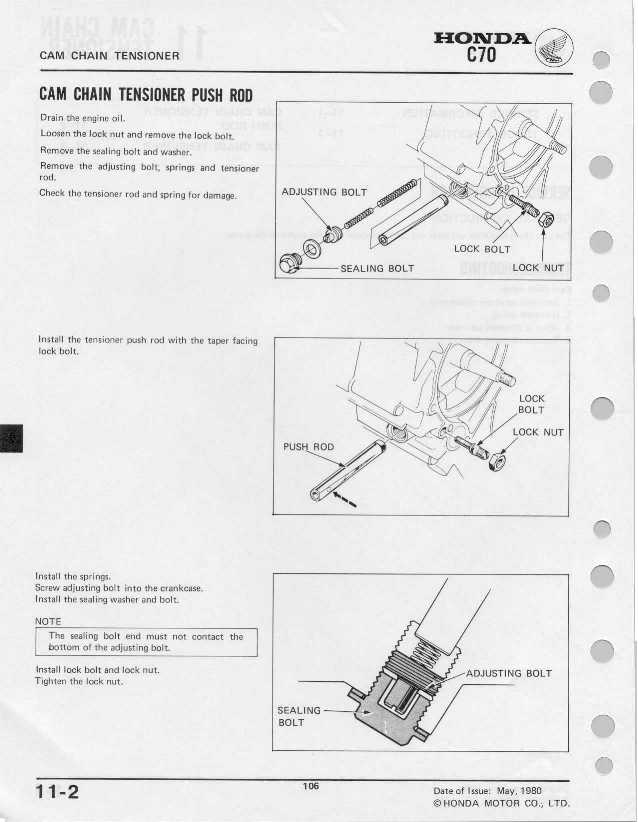 CAM CHAIN TENSIONER
HONDA
C70
CAM CHAIN TENSIONER PUSH ROD
Drain the engine oil.
Loosen the lock nut and remove the lock bolt.
Remove the sealing bolt and washer.
Remove the adjusting bolt, springs and tensioner
rod.
Check the tensioner rod and spring for damage.
ADJUSTING BOLT
LOCK BOLT
SEALING BOLT
LOCK NUT
Install the tensioner push rod with the taper facing
lock bolt.
LOCK
BOLT
LOCK NUT
PUSH ROD
Install the springs.
Screw adjusting bolt into the crankcase.
Install the sealing washer and bolt.
NOTE
The sealing bolt end must not contact the
bottom of the adjusting bolt.
Install lock bolt and lock nut.
Tighten the lock nut.
ADJUSTING BOLT
SEALING
BOLT
11-2
106
Date of Issue: May, 1980
©HONDA MOTOR CO., LTD.